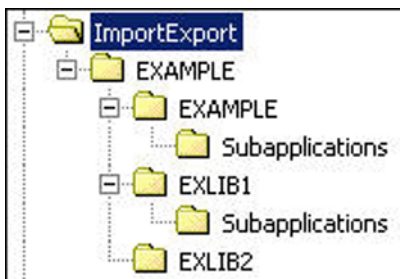 ImportExport
EXAMPLE
EXAMPLE
Subapplications
EXLIB1
Subapplications
EXLIB2